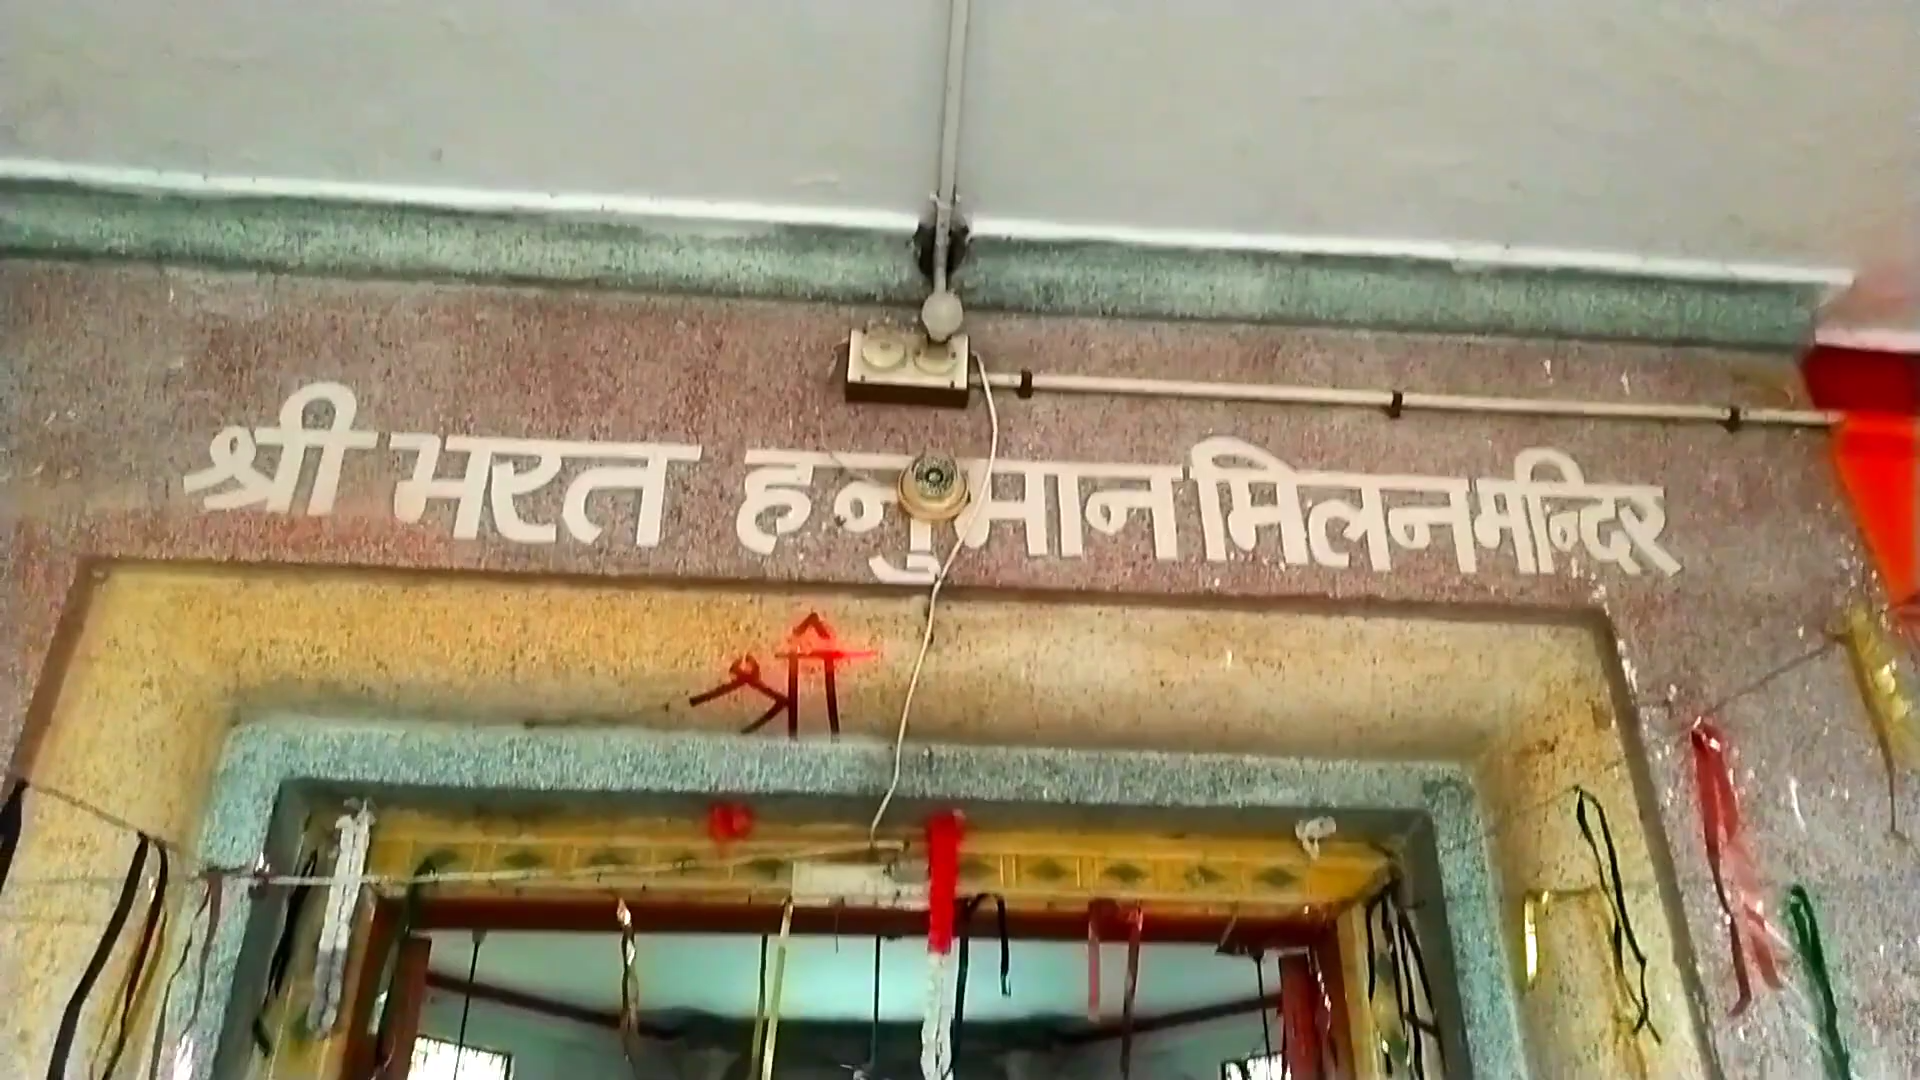 श्री भरत हनुमान मिलन मन्दिर
श्री